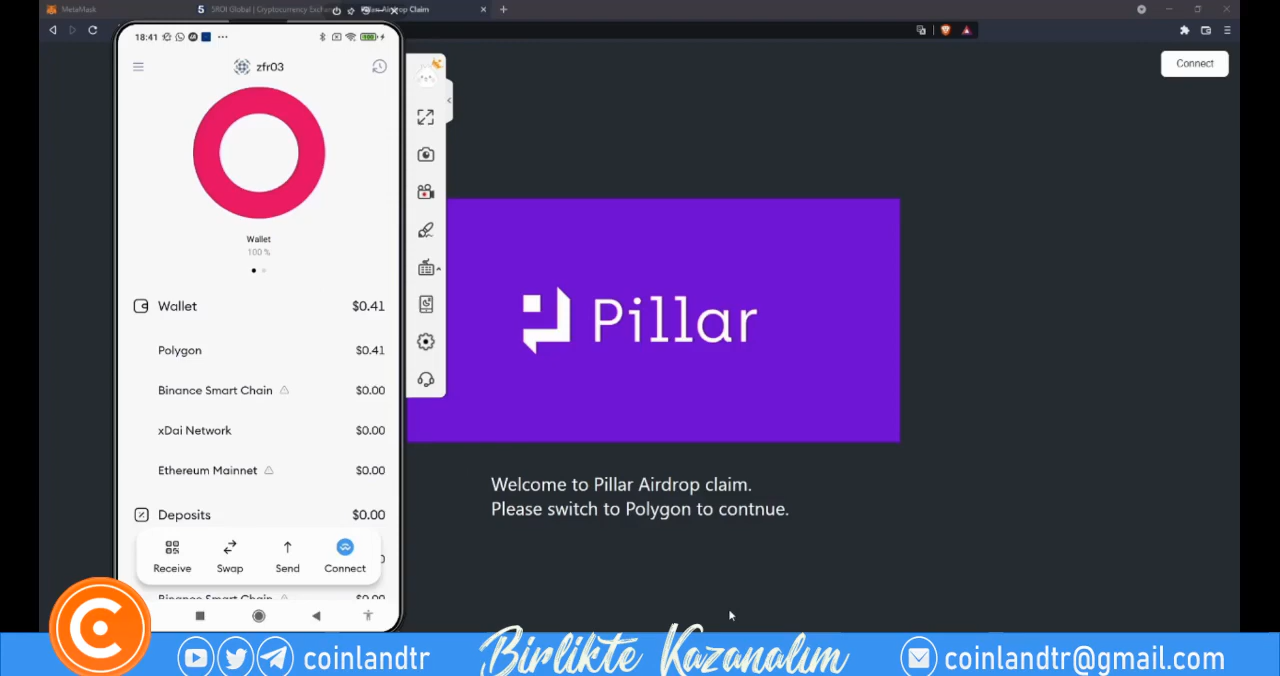 MetaMask
SROI Global | Cryptocurrency Exch
Airdrop Claim
18:41
zfr03
Connect
Wallet
100 %
Wallet $0.41
Polygon $0.41
Binance Smart Chain $0.00
xDai Network $0.00
Ethereum Mainnet $0.00
Deposits $0.00
Receive Swap Send Connect
Pillar
Welcome to Pillar Airdrop claim.
Please switch to Polygon to contnue.
coinlandtr
Birlikte Kazanalım
coinlandtr@gmail.com